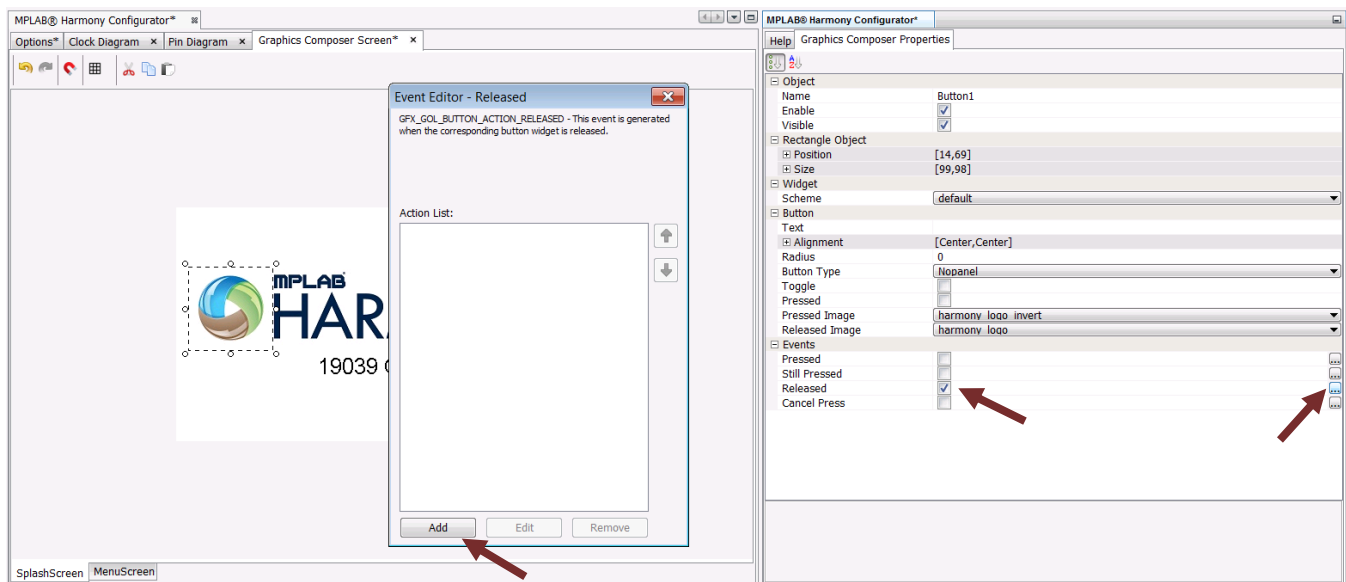 MPLAB® Harmony Configurator*
Options* Clock Diagram Pin Diagram Graphics Composer Screen*
Event Editor - Released
GFX_GOL_BUTTON_ACTION_RELEASED - This event is generated
when the corresponding button widget is released.
Action List:
MPLAB
HAR
19039
Add Edit Remove
SplashScreen MenuScreen
MPLAB® Harmony Configurator*
Help Graphics Composer Properties
Object
Name Button1
Enable
Visible
Rectangle Object
Position [14,69]
Size [99,98]
Widget
Scheme default
Button
Text
Alignment [Center,Center]
Radius 0
Button Type Nopanel
Toggle
Pressed
Pressed Image harmony_logo_invert
Released Image harmony_logo
Events
Pressed ...
Still Pressed ...
Released ...
Cancel Press ...